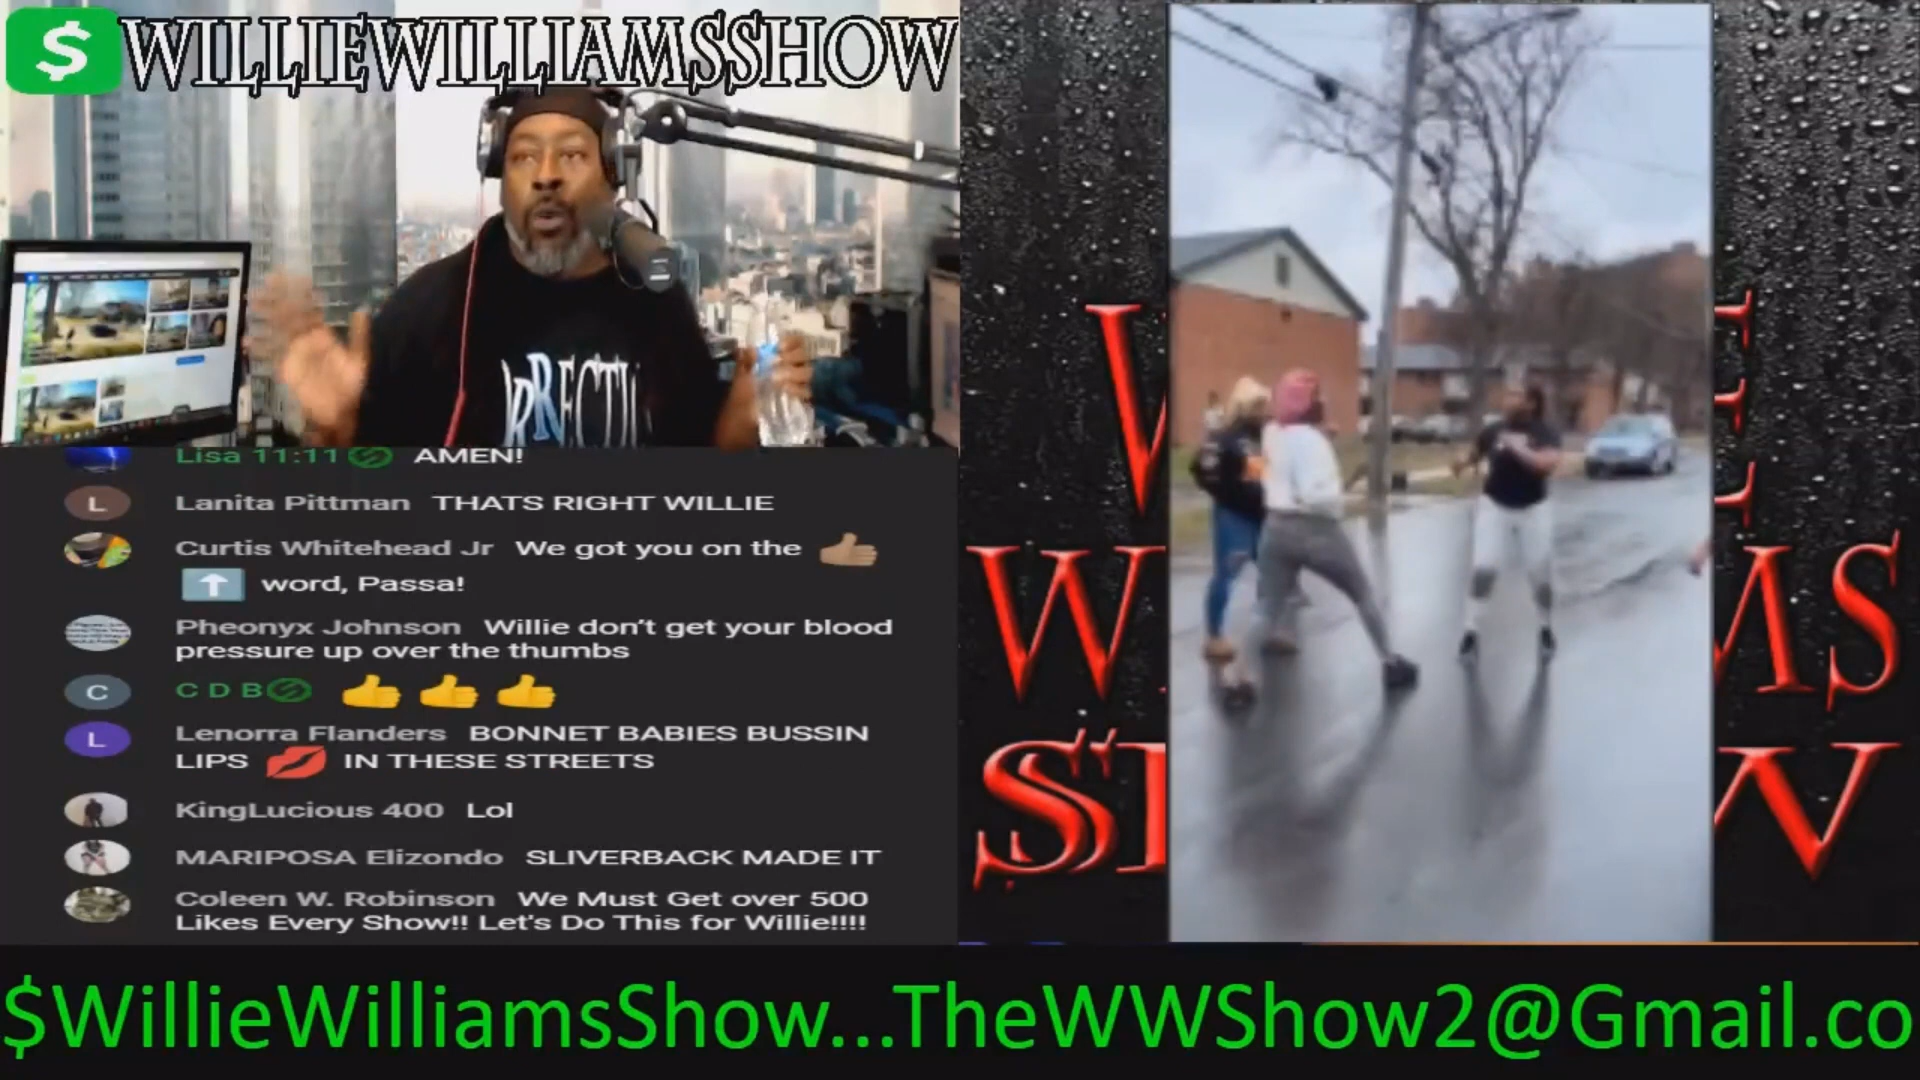 $ WILLIEWILLIAMSSHOW
Lisa 11:11 AMEN!
L Lanita Pittman THATS RIGHT WILLIE
Curtis Whitehead Jr We got you on the
word, Passa!
Pheonyx Johnson Willie don't get your blood
pressure up over the thumbs
C C D B
L Lenorra Flanders BONNET BABIES BUSSIN
LIPS IN THESE STREETS
KingLucious 400 Lol
MARIPOSA Elizondo SLIVERBACK MADE IT
Coleen W. Robinson We Must Get over 500
Likes Every Show!! Let's Do This for Willie!!!!
$WillieWilliamsShow...TheWWShow2@Gmail.co